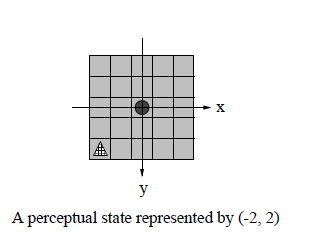 x
y
A perceptual state represented by (-2, 2)